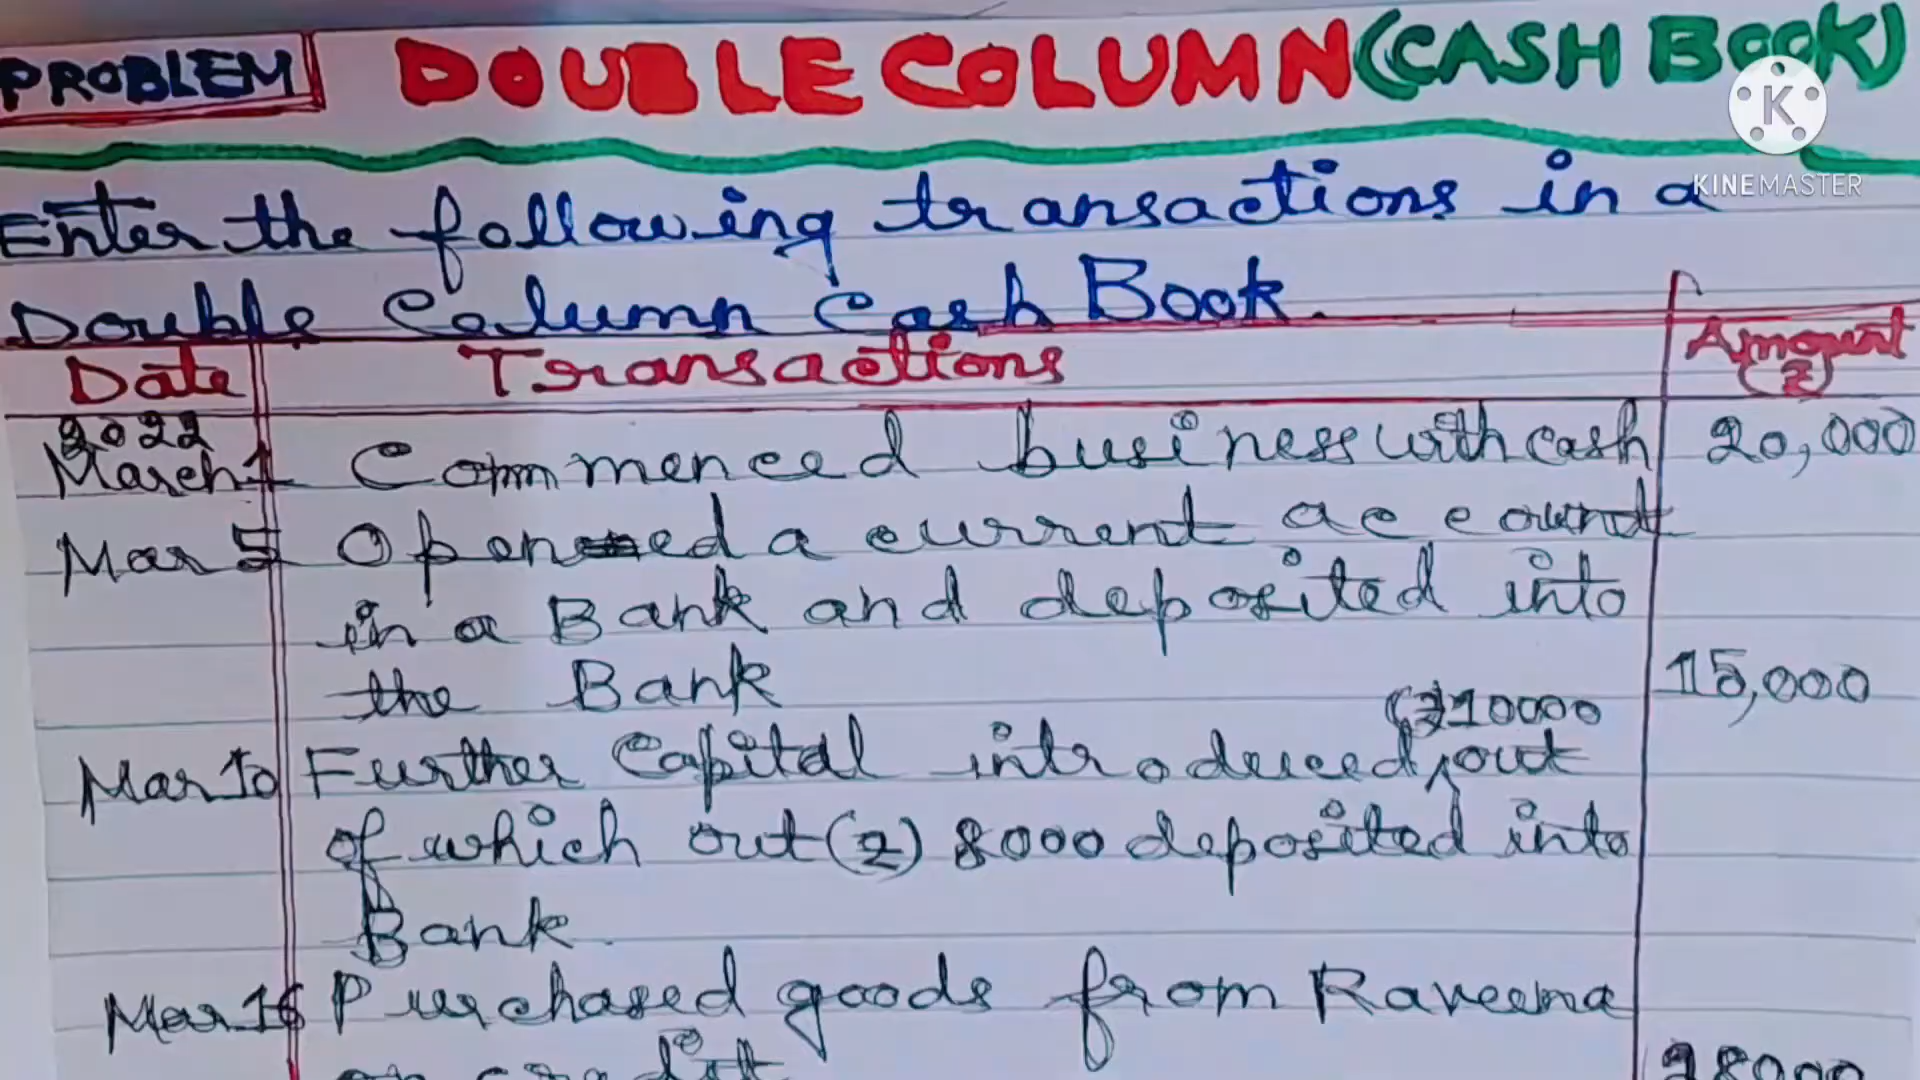 PROBLEM DOUBLE COLUMN (CASH BOOK)
KINEMASTER
Enter the following transactions in a
Double Column Cash Book.
Date Transactions Amount (₹)
2022
March 1 Commenced business with cash 20,000
Mar 5 Opened a current account
in a Bank and deposited into
the Bank 15,000
(₹)10000
Mar 10 Further Capital introduced, out
of which out (₹) 8000 deposited into
Bank.
Mar 16 Purchased goods from Raveena
on credit